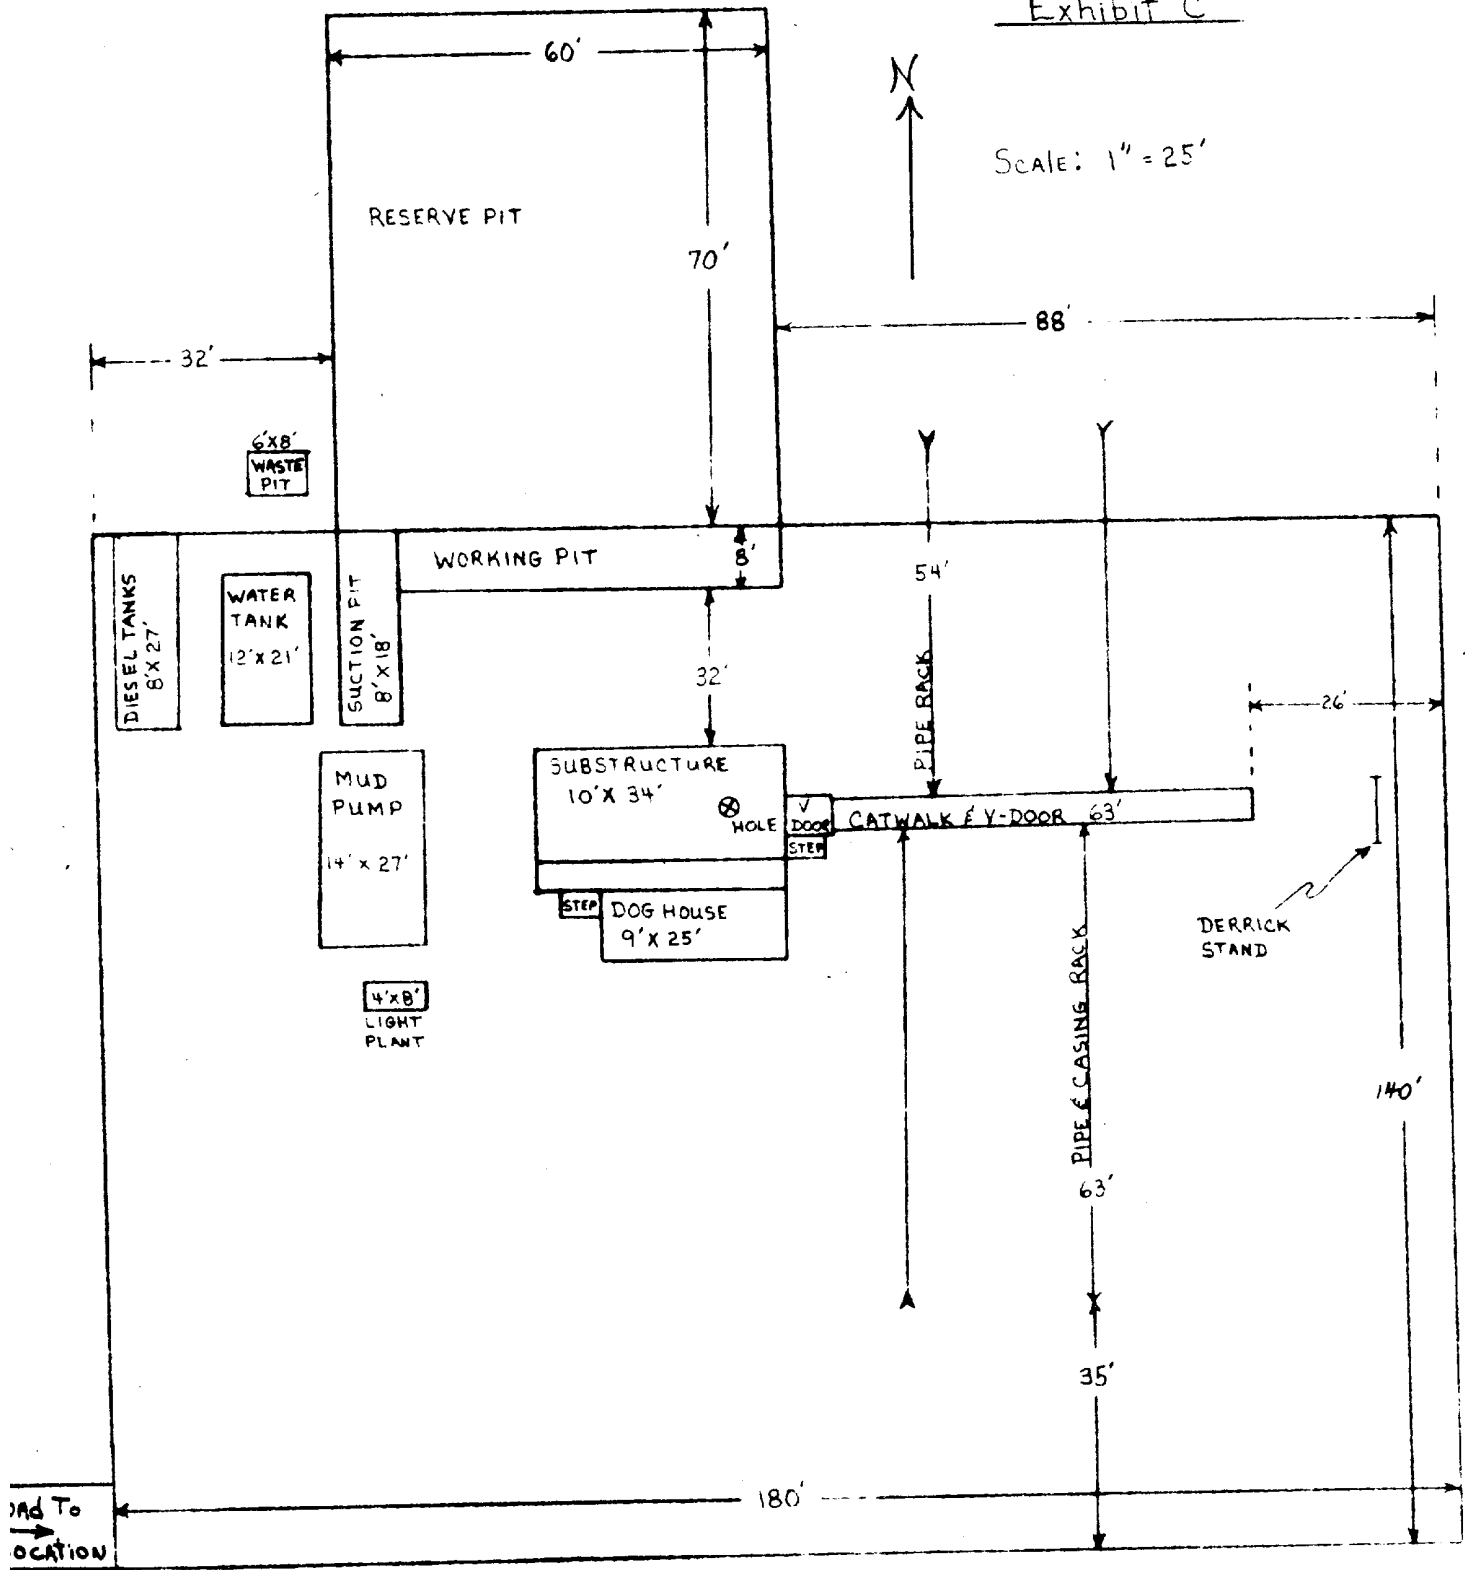 Exhibit C
60'
N
Scale: 1" = 25'
RESERVE PIT
70'
88'
32'
6'X8'
WASTE
PIT
WORKING PIT
8'
54'
DIESEL TANKS
8'X 27'
WATER
TANK
12'X 21'
SUCTION PIT
8'X18'
32'
PIPE RACK
26'
SUBSTRUCTURE
10'X 34'
HOLE
V
DOOR
CATWALK & V-DOOR 63'
STEP
MUD
PUMP
14' x 27'
STEP
DOG HOUSE
9'X 25'
DERRICK
STAND
4'X8'
LIGHT
PLANT
PIPE & CASING RACK
63'
140'
35'
180'
To